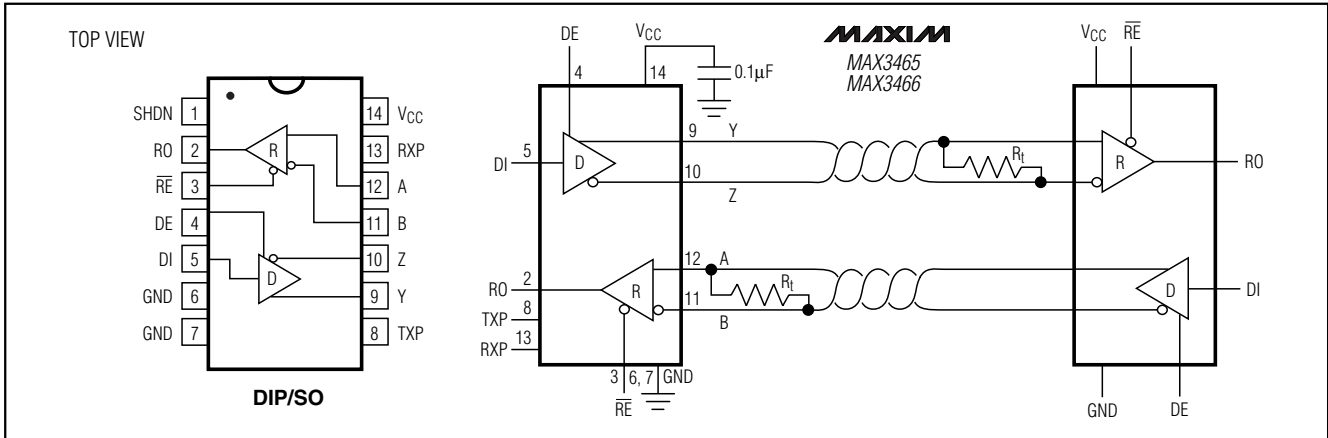 TOP VIEW
SHDN 1
RO 2
R̅E̅ 3
DE 4
DI 5
GND 6
GND 7
14 VCC
13 RXP
12 A
11 B
10 Z
9 Y
8 TXP
R
D
DIP/SO
DE
4
VCC
14
0.1µF
MAXIM
MAX3465
MAX3466
VCC
R̅E̅
DI 5
D
9 Y
10
Z
Rt
R
RO
RO 2
TXP 8
RXP 13
R
12 A
11
B
Rt
D
DI
3 6, 7 GND
R̅E̅
GND
DE